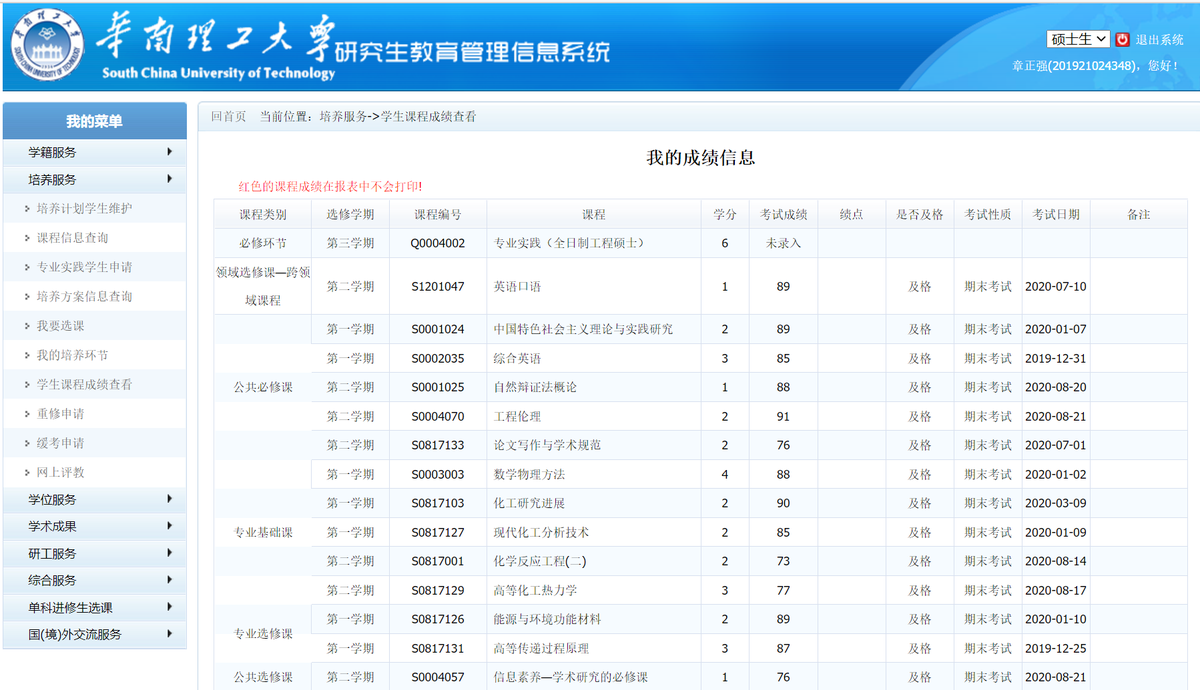 华南理工大学研究生教育管理信息系统
South China University of Technology
硕士生 退出系统
章正强(201921024348)，您好！
我的菜单
学籍服务
培养服务
培养计划学生维护
课程信息查询
专业实践学生申请
培养方案信息查询
我要选课
我的培养环节
学生课程成绩查看
重修申请
缓考申请
网上评教
学位服务
学术成果
研工服务
综合服务
单科进修生选课
国(境)外交流服务
回首页 当前位置：培养服务->学生课程成绩查看
我的成绩信息
红色的课程成绩在报表中不会打印!
课程类别 选修学期 课程编号 课程 学分 考试成绩 绩点 是否及格 考试性质 考试日期 备注
必修环节 第三学期 Q0004002 专业实践（全日制工程硕士） 6 未录入
领域选修课—跨领域课程 第二学期 S1201047 英语口语 1 89 及格 期末考试 2020-07-10
第一学期 S0001024 中国特色社会主义理论与实践研究 2 89 及格 期末考试 2020-01-07
第一学期 S0002035 综合英语 3 85 及格 期末考试 2019-12-31
公共必修课 第二学期 S0001025 自然辩证法概论 1 88 及格 期末考试 2020-08-20
第二学期 S0004070 工程伦理 2 91 及格 期末考试 2020-08-21
第二学期 S0817133 论文写作与学术规范 2 76 及格 期末考试 2020-07-01
第一学期 S0003003 数学物理方法 4 88 及格 期末考试 2020-01-02
第一学期 S0817103 化工研究进展 2 90 及格 期末考试 2020-03-09
专业基础课 第一学期 S0817127 现代化工分析技术 2 85 及格 期末考试 2020-01-09
第二学期 S0817001 化学反应工程(二) 2 73 及格 期末考试 2020-08-14
第二学期 S0817129 高等化工热力学 3 77 及格 期末考试 2020-08-17
专业选修课 第一学期 S0817126 能源与环境功能材料 2 89 及格 期末考试 2020-01-10
第一学期 S0817131 高等传递过程原理 3 87 及格 期末考试 2019-12-25
公共选修课 第二学期 S0004057 信息素养—学术研究的必修课 1 76 及格 期末考试 2020-08-21